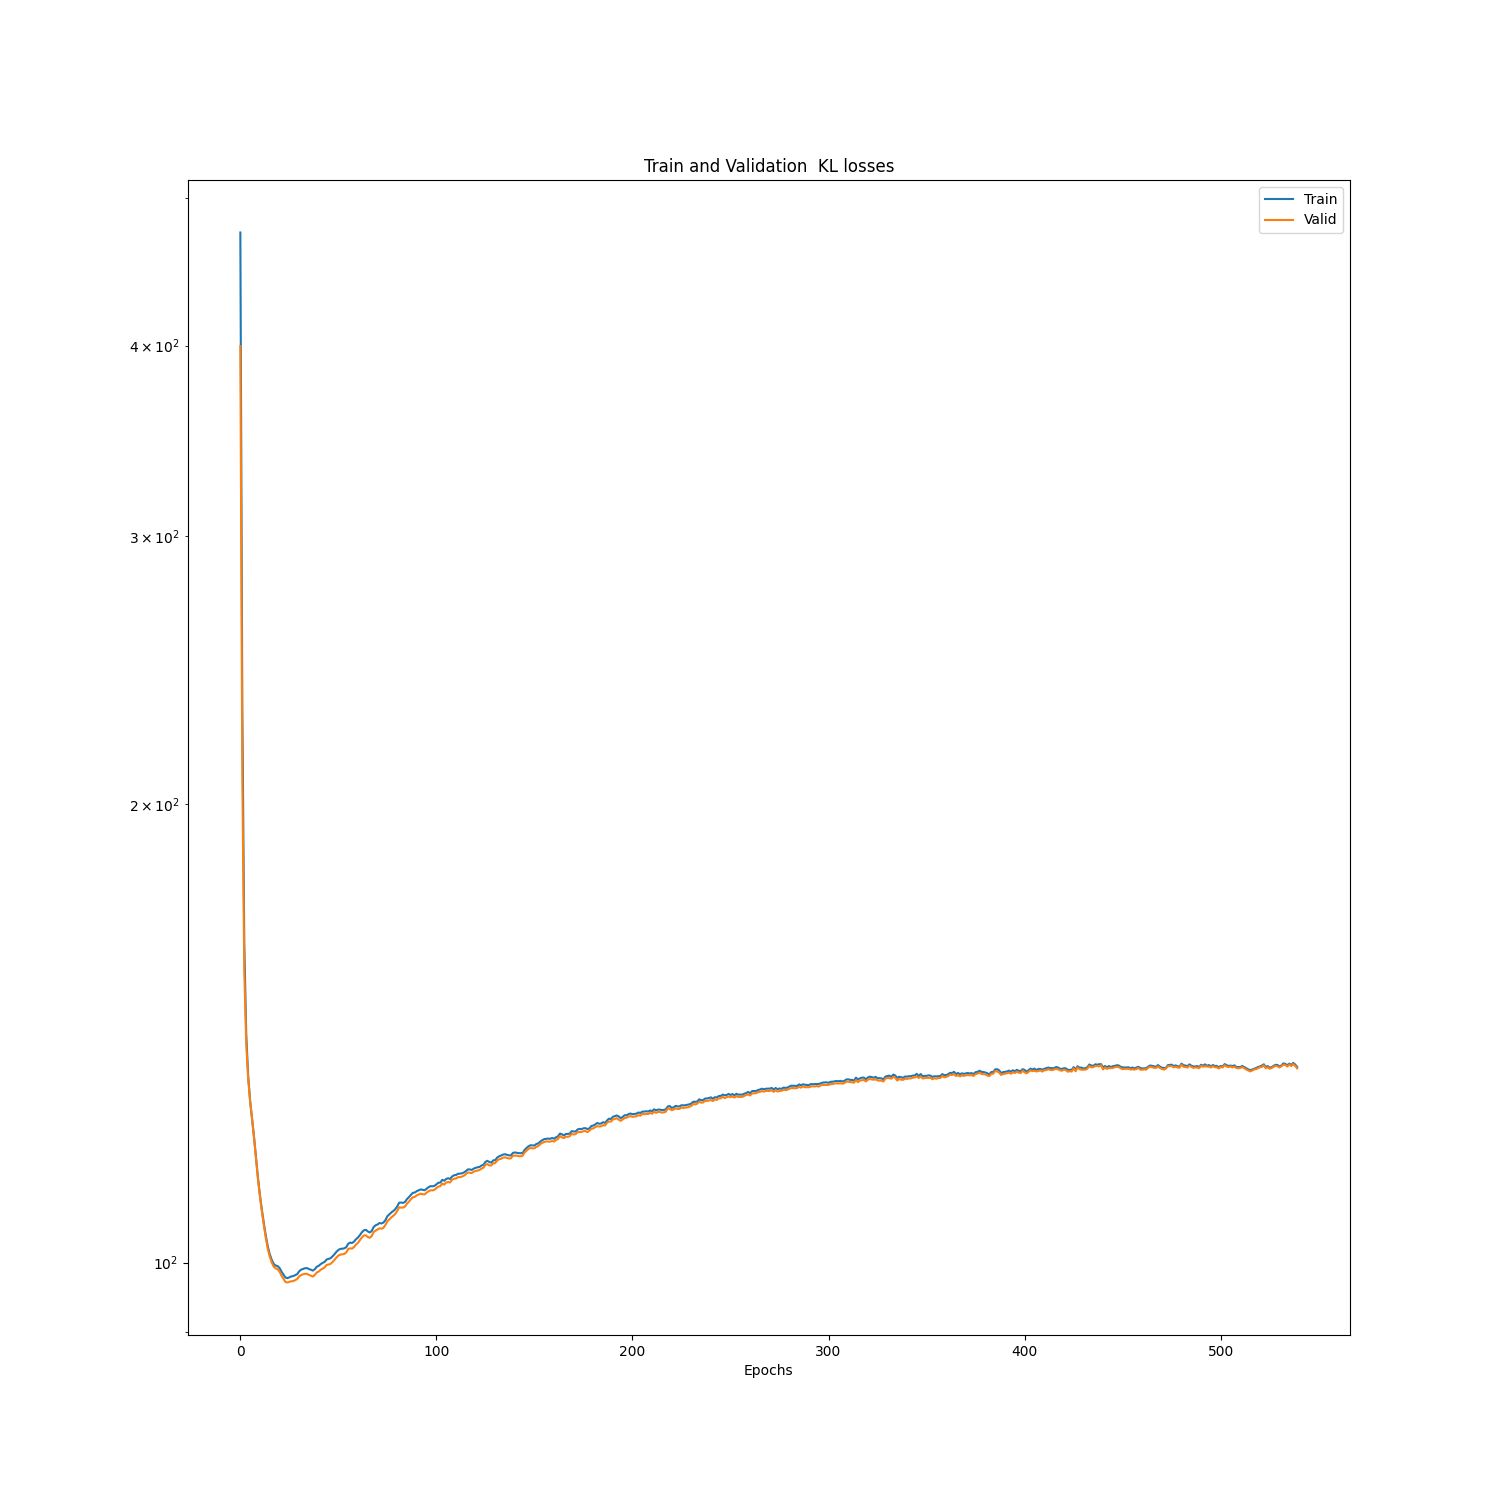 Train and Validation  KL losses
Train
Valid
4 × 10²
3 × 10²
2 × 10²
10²
0 100 200 300 400 500
Epochs